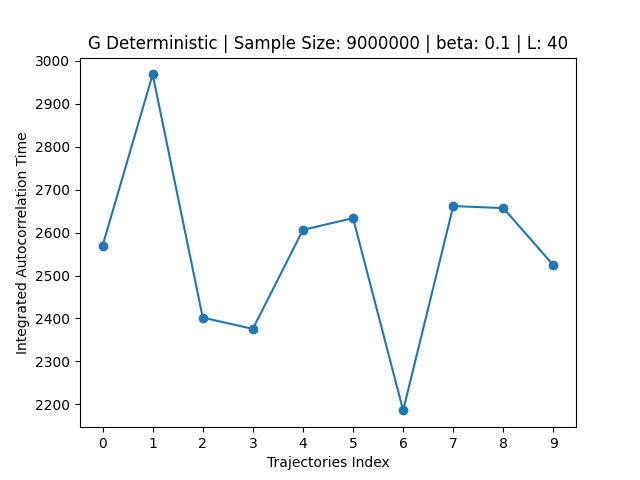 G Deterministic | Sample Size: 9000000 | beta: 0.1 | L: 40
3000
2900
2800
2700
2600
2500
2400
2300
2200
Integrated Autocorrelation Time
0 1 2 3 4 5 6 7 8 9
Trajectories Index